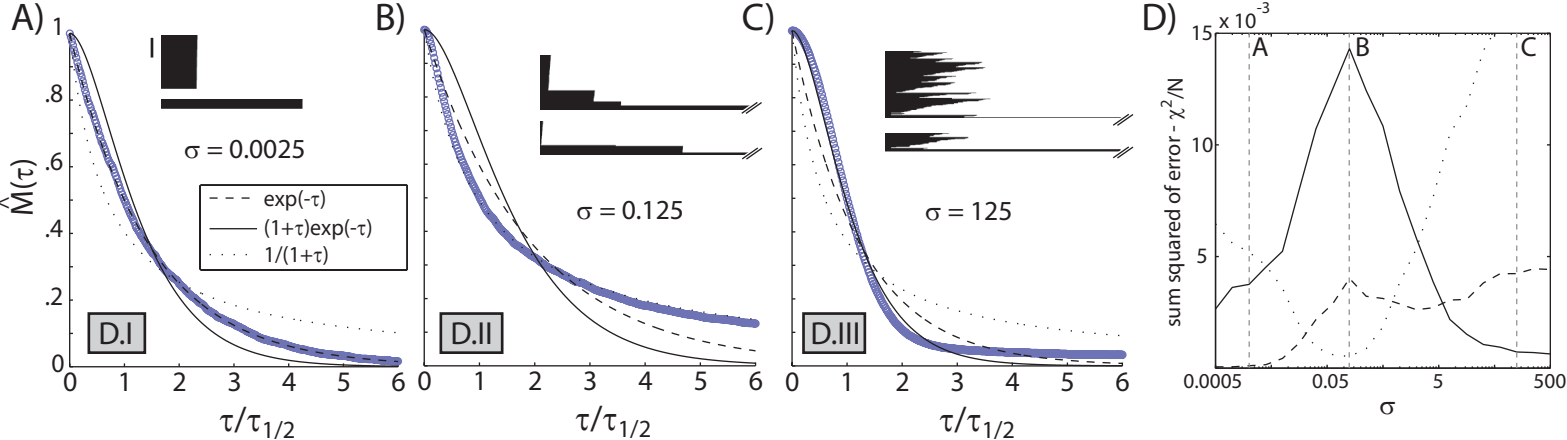 A)
1
.8
.6
.4
.2
0
M̂(τ)
σ = 0.0025
exp(-τ)
(1+τ)exp(-τ)
1/(1+τ)
D.I
0 1 2 3 4 5 6
τ/τ1/2
B)
σ = 0.125
D.II
0 1 2 3 4 5 6
τ/τ1/2
C)
σ = 125
D.III
0 1 2 3 4 5 6
τ/τ1/2
D)
x 10⁻³
15
10
5
0
sum squared of error - χ²/N
A
B
C
0.0005 0.05 5 500
σ